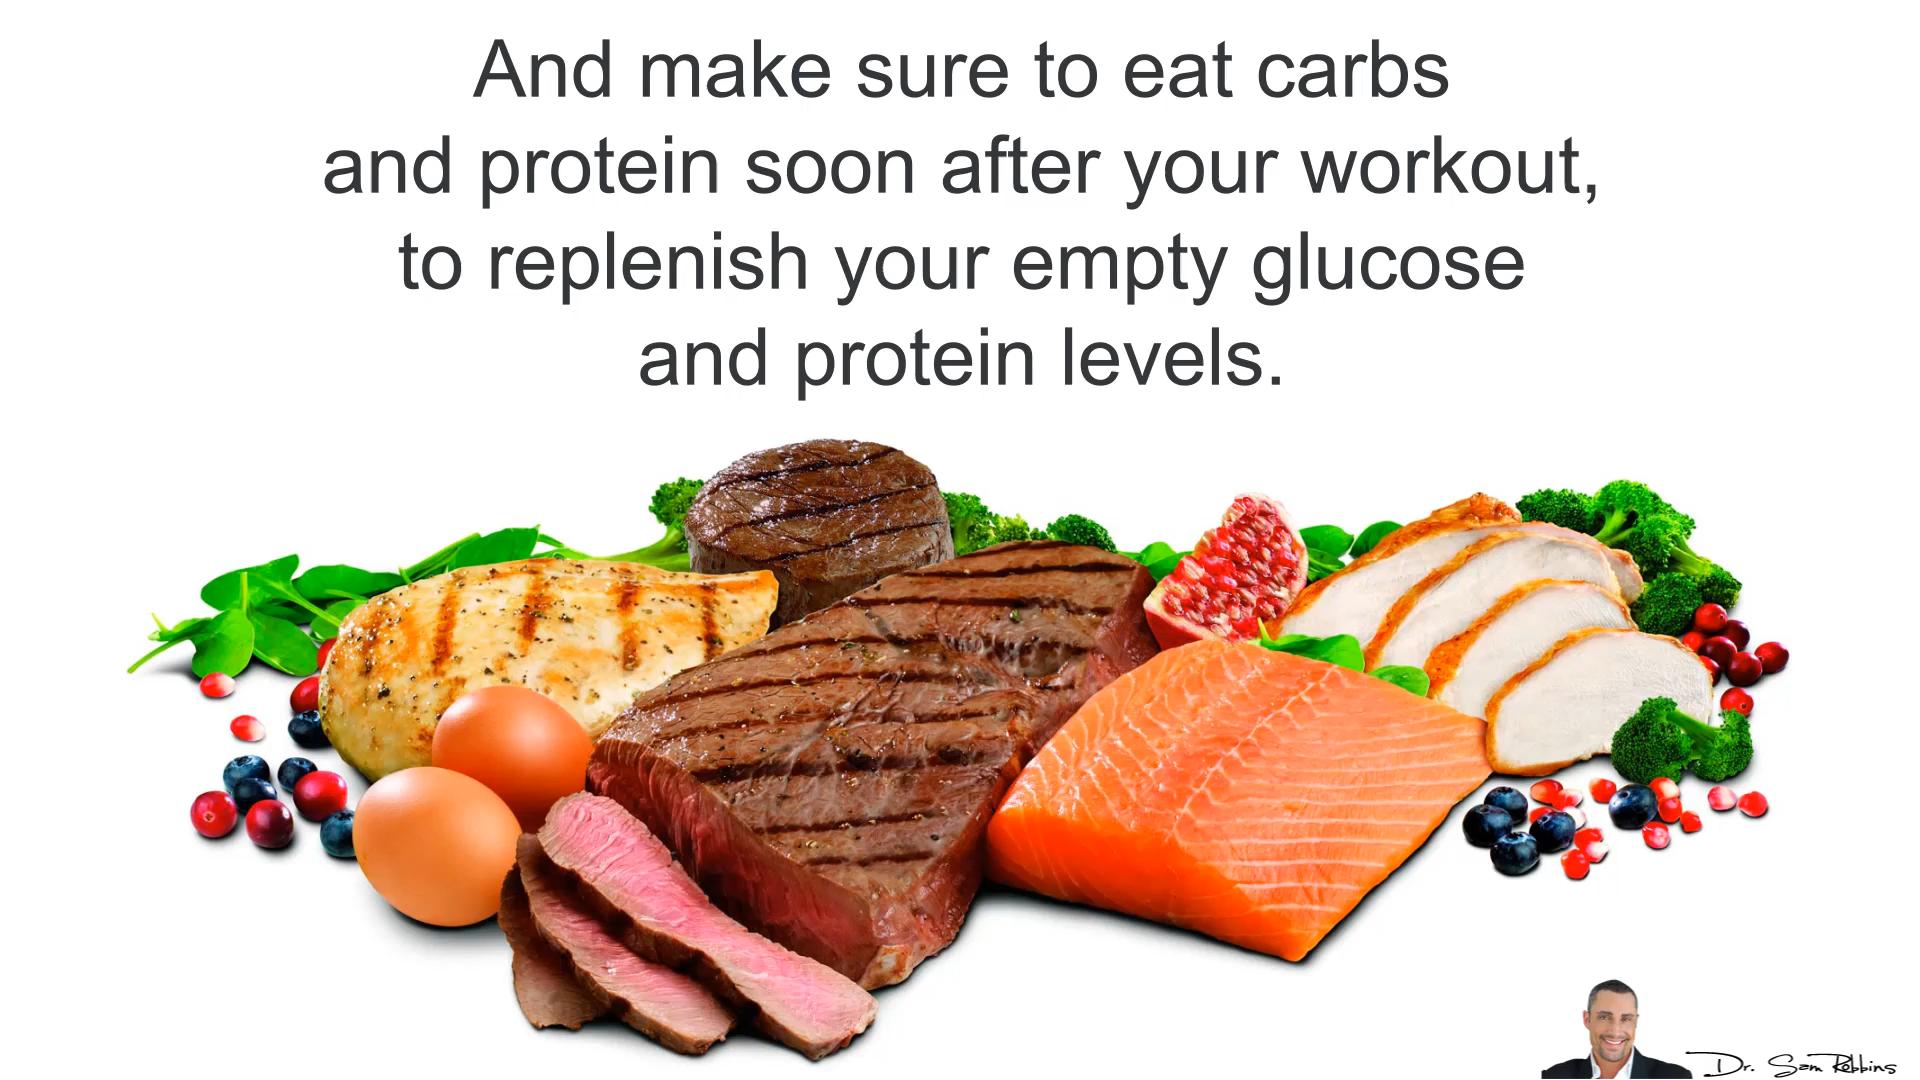 And make sure to eat carbs
and protein soon after your workout,
to replenish your empty glucose
and protein levels.
Dr. Sam Robbins